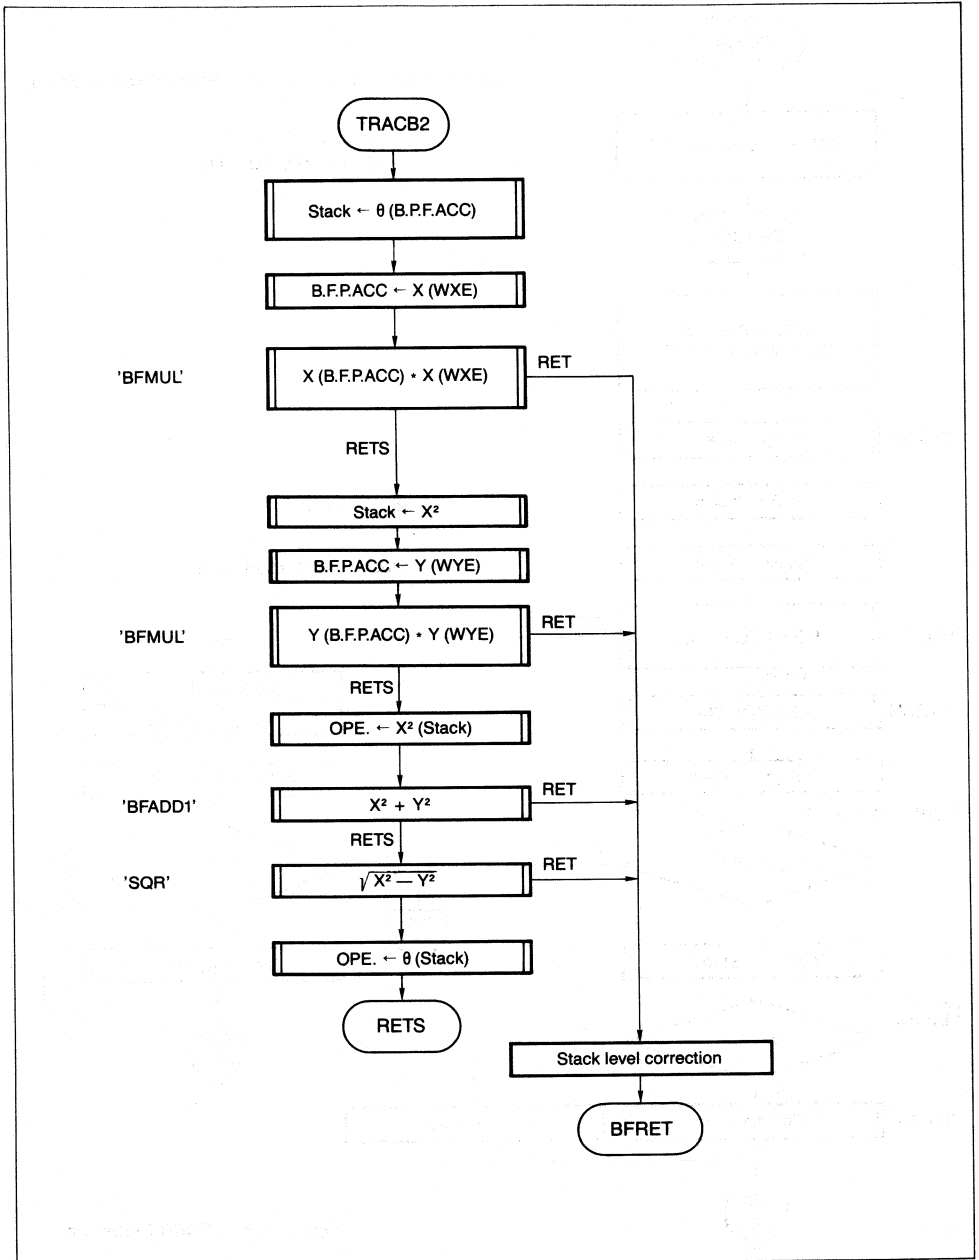 TRACB2
Stack ← θ (B.P.F.ACC)
B.F.P.ACC ← X (WXE)
'BFMUL' X (B.F.P.ACC) * X (WXE) RET
RETS
Stack ← X²
B.F.P.ACC ← Y (WYE)
'BFMUL' Y (B.F.P.ACC) * Y (WYE) RET
RETS
OPE. ← X² (Stack)
'BFADD1' X² + Y² RET
RETS
'SQR' √X² — Y² RET
OPE. ← θ (Stack)
RETS
Stack level correction
BFRET